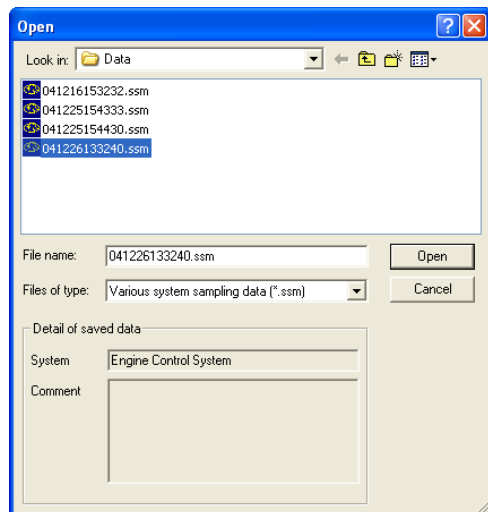 Open
Look in: Data
041216153232.ssm
041225154333.ssm
041225154430.ssm
041226133240.ssm
File name: 041226133240.ssm Open
Files of type: Various system sampling data (*.ssm) Cancel
Detail of saved data
System Engine Control System
Comment